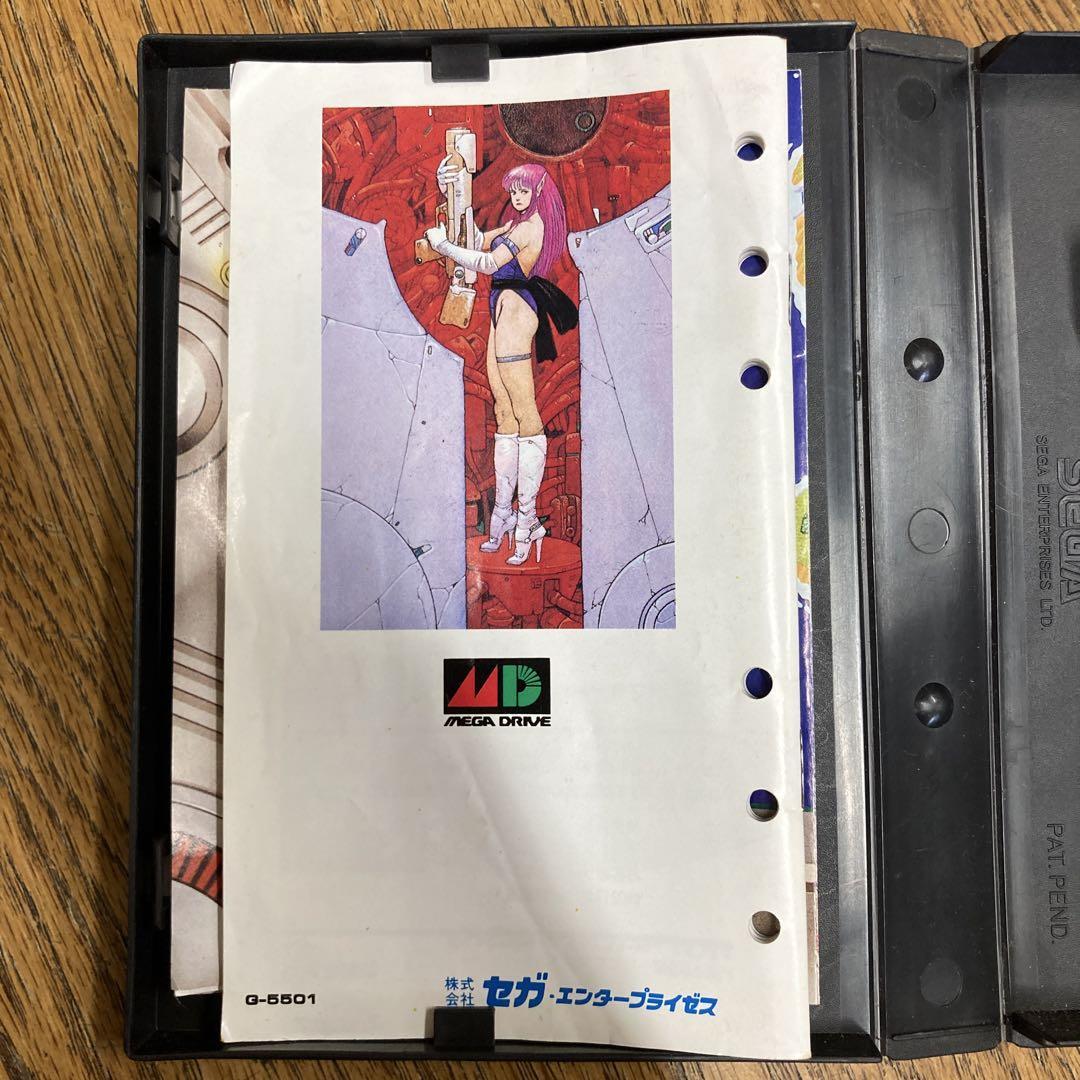 MD
MEGA DRIVE
G-5501
株式会社 セガ・エンタープライゼス
SEGA
SEGA ENTERPRISES LTD.
PAT. PEND.